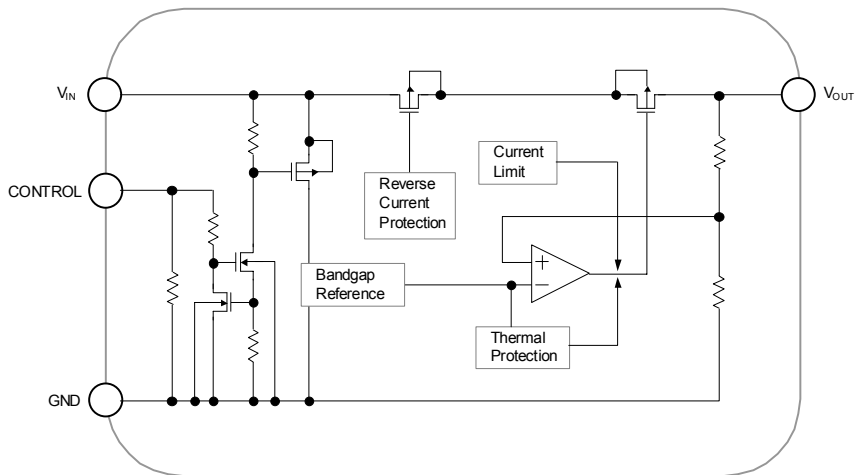 VIN
VOUT
CONTROL
Reverse
Current
Protection
Current
Limit
Bandgap
Reference
+
−
Thermal
Protection
GND